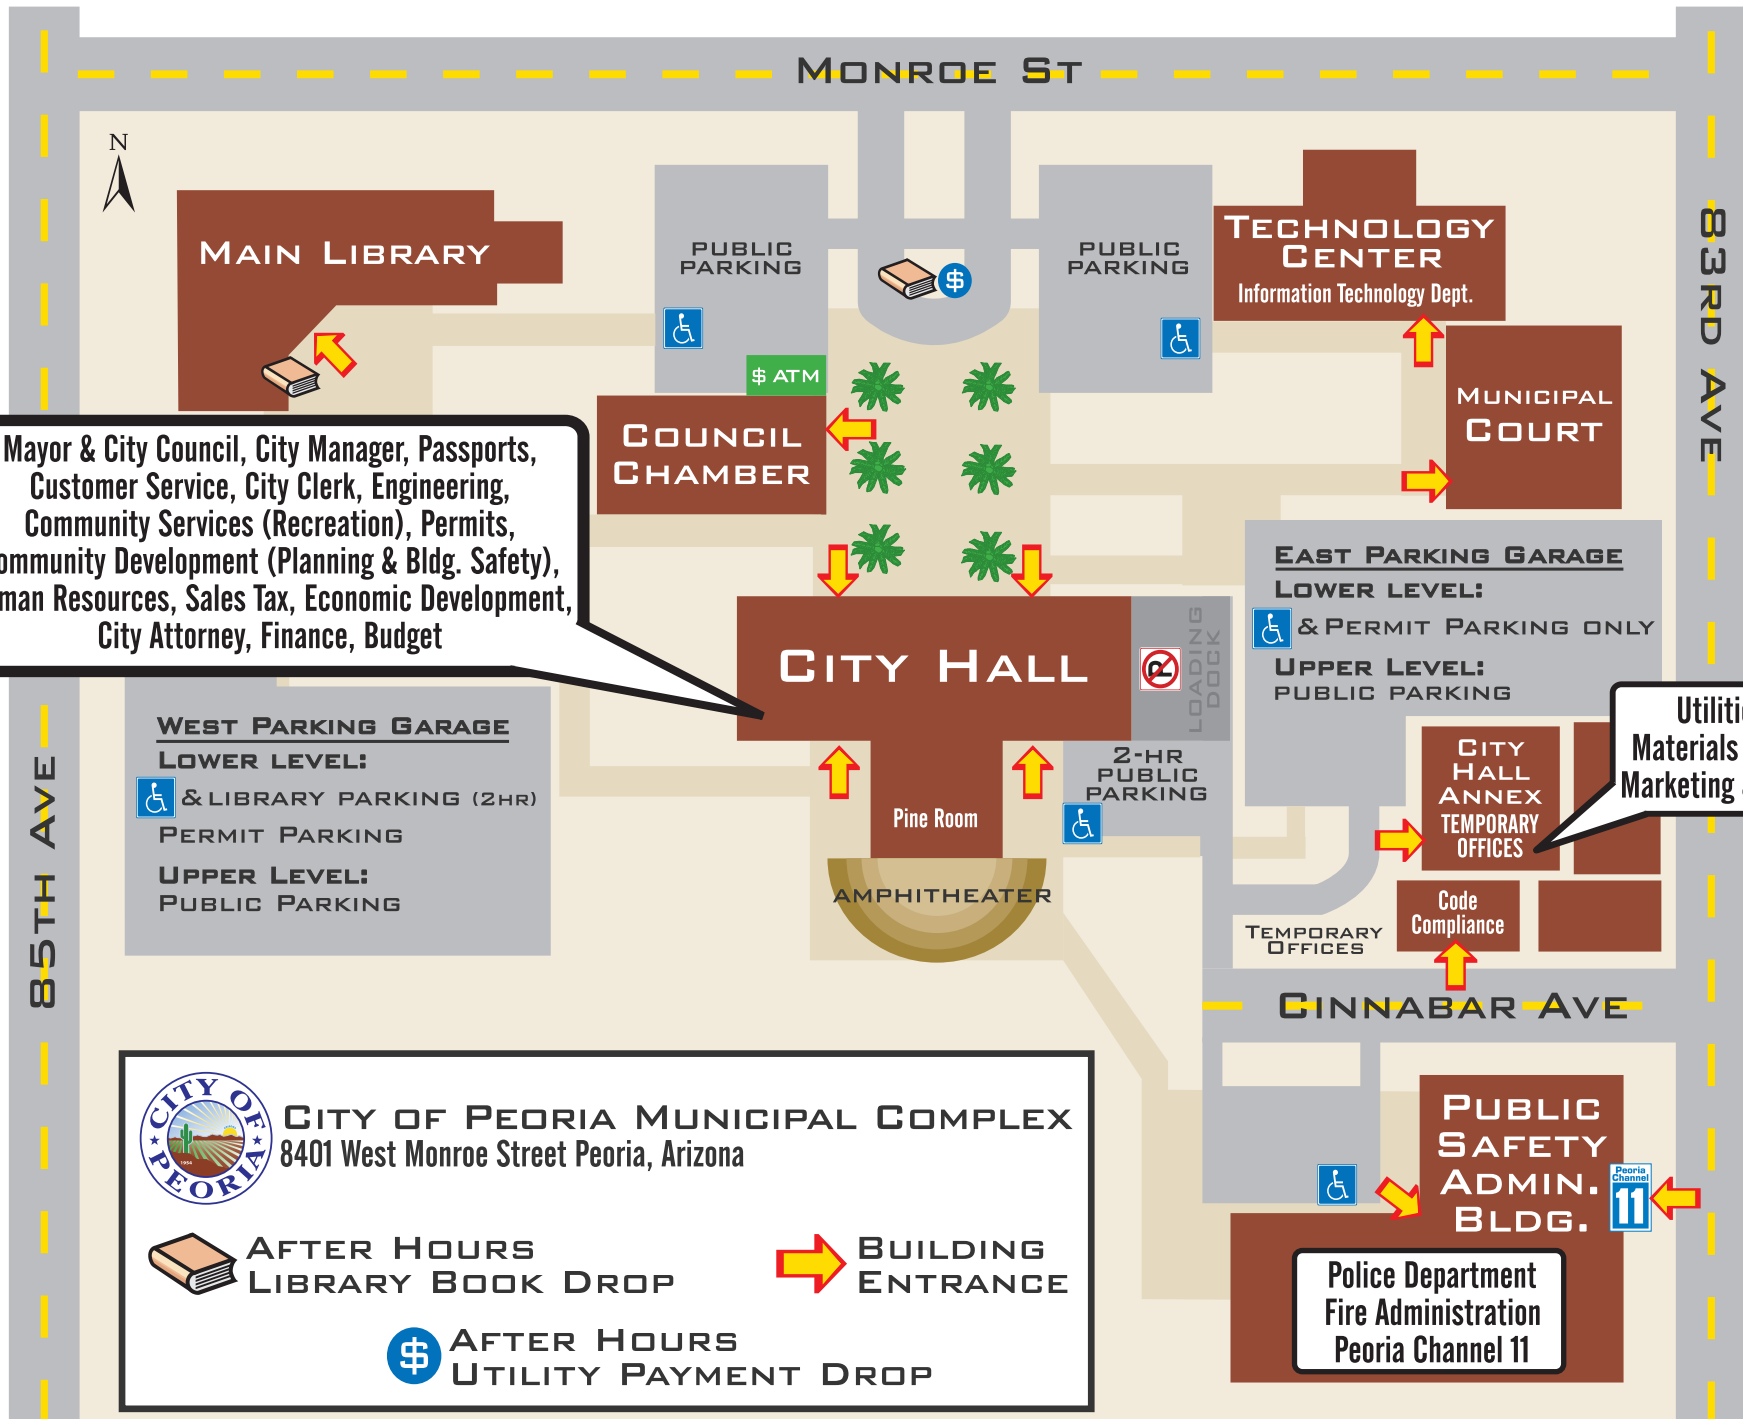 MONROE ST
N
MAIN LIBRARY
PUBLIC
PARKING
$
PUBLIC
PARKING
TECHNOLOGY
CENTER
Information Technology Dept.
83RD AVE
$ ATM
COUNCIL
CHAMBER
MUNICIPAL
COURT
Mayor & City Council, City Manager, Passports,
Customer Service, City Clerk, Engineering,
Community Services (Recreation), Permits,
ommunity Development (Planning & Bldg. Safety),
man Resources, Sales Tax, Economic Development,
City Attorney, Finance, Budget
CITY HALL
P
LOADING
DOCK
EAST PARKING GARAGE
LOWER LEVEL:
& PERMIT PARKING ONLY
UPPER LEVEL:
PUBLIC PARKING
Utiliti
Materials
Marketing
WEST PARKING GARAGE
LOWER LEVEL:
& LIBRARY PARKING (2HR)
PERMIT PARKING
UPPER LEVEL:
PUBLIC PARKING
85TH AVE
2-HR
PUBLIC
PARKING
Pine Room
AMPHITHEATER
CITY
HALL
ANNEX
TEMPORARY
OFFICES
Code
Compliance
TEMPORARY
OFFICES
CINNABAR AVE
CITY OF PEORIA
1954
CITY OF PEORIA MUNICIPAL COMPLEX
8401 West Monroe Street Peoria, Arizona
AFTER HOURS
LIBRARY BOOK DROP
BUILDING
ENTRANCE
$
AFTER HOURS
UTILITY PAYMENT DROP
PUBLIC
SAFETY
ADMIN.
BLDG.
Peoria
Channel
11
Police Department
Fire Administration
Peoria Channel 11